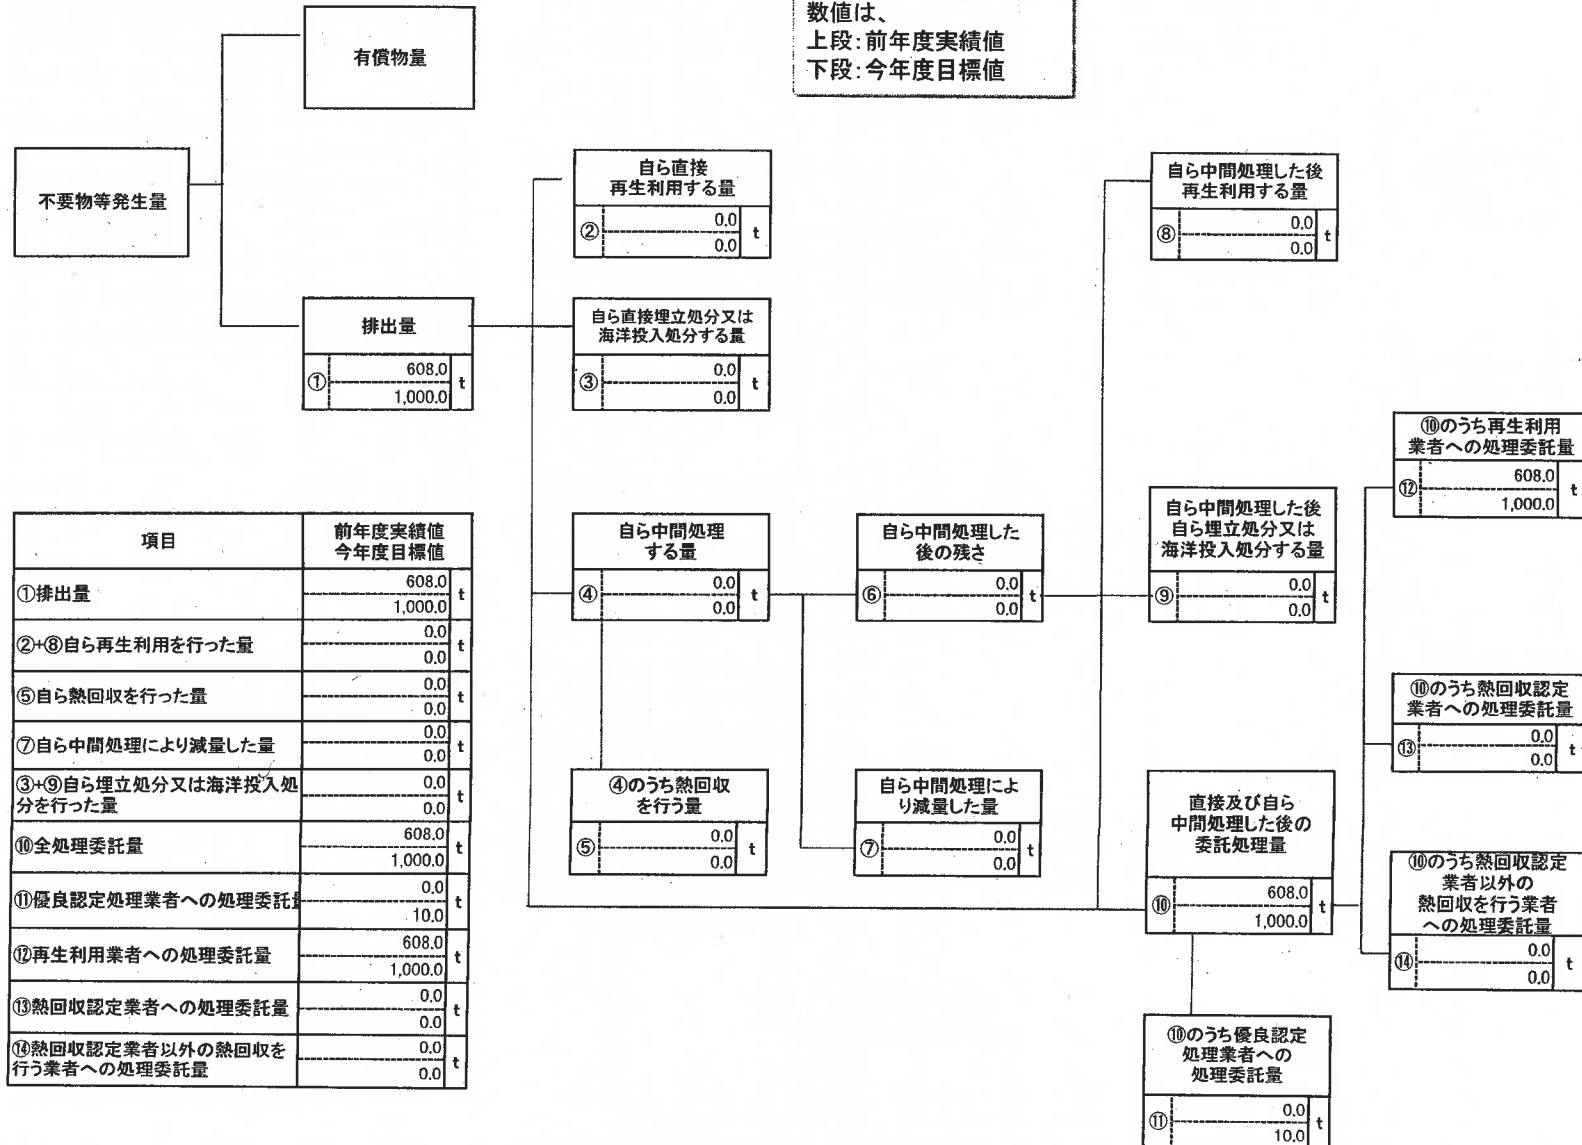 数値は、
上段:前年度実績値
下段:今年度目標値
有償物量
不要物等発生量
自ら直接
再生利用する量
② 0.0 t
0.0
自ら中間処理した後
再生利用する量
⑧ 0.0 t
0.0
排出量
① 608.0 t
1,000.0
自ら直接埋立処分又は
海洋投入処分する量
③ 0.0 t
0.0
⑩のうち再生利用
業者への処理委託量
⑫ 608.0 t
1,000.0
自ら中間処理
する量
④ 0.0 t
0.0
自ら中間処理した
後の残さ
⑥ 0.0 t
0.0
自ら中間処理した後
自ら埋立処分又は
海洋投入処分する量
⑨ 0.0 t
0.0
⑩のうち熱回収認定
業者への処理委託量
⑬ 0.0 t
0.0
④のうち熱回収
を行う量
⑤ 0.0 t
0.0
自ら中間処理によ
り減量した量
⑦ 0.0 t
0.0
直接及び自ら
中間処理した後の
委託処理量
⑩ 608.0 t
1,000.0
⑩のうち熱回収認定
業者以外の
熱回収を行う業者
への処理委託量
⑭ 0.0 t
0.0
⑩のうち優良認定
処理業者への
処理委託量
⑪ 0.0 t
10.0
項目 前年度実績値
今年度目標値
①排出量 608.0 t
1,000.0
②+⑧自ら再生利用を行った量 0.0 t
0.0
⑤自ら熱回収を行った量 0.0 t
0.0
⑦自ら中間処理により減量した量 0.0 t
0.0
③+⑨自ら埋立処分又は海洋投入処
分を行った量 0.0 t
0.0
⑩全処理委託量 608.0 t
1,000.0
⑪優良認定処理業者への処理委託 0.0 t
10.0
⑫再生利用業者への処理委託量 608.0 t
1,000.0
⑬熱回収認定業者への処理委託量 0.0 t
0.0
⑭熱回収認定業者以外の熱回収を
行う業者への処理委託量 0.0 t
0.0